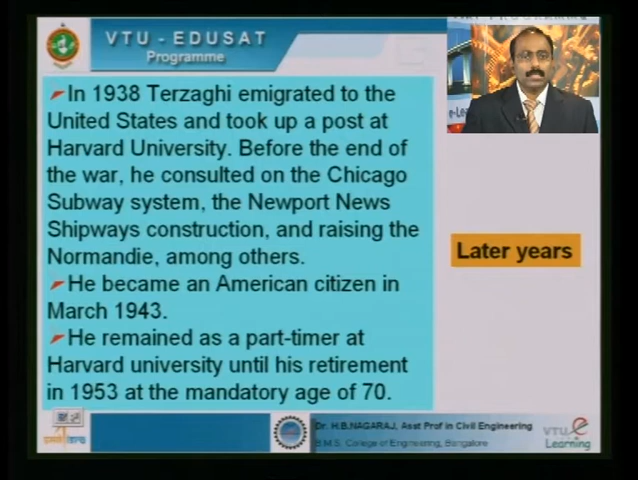 VTU - EDUSAT
Programme
In 1938 Terzaghi emigrated to the
United States and took up a post at
Harvard University. Before the end of
the war, he consulted on the Chicago
Subway system, the Newport News
Shipways construction, and raising the
Normandie, among others.
He became an American citizen in
March 1943.
He remained as a part-timer at
Harvard university until his retirement
in 1953 at the mandatory age of 70.
Later years
Dr. H.B.NAGARAJ, Asst Prof in Civil Engineering
B.M.S. College of Engineering, Bangalore
VTU e
Learning